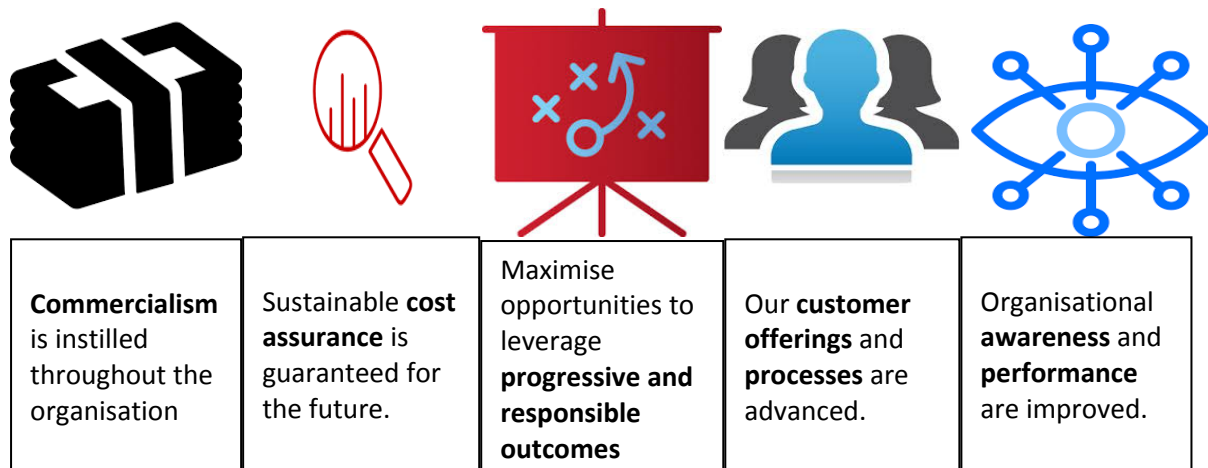 Commercialism
is instilled
throughout the
organisation
Sustainable cost
assurance is
guaranteed for
the future.
Maximise
opportunities to
leverage
progressive and
responsible
outcomes
Our customer
offerings and
processes are
advanced.
Organisational
awareness and
performance
are improved.